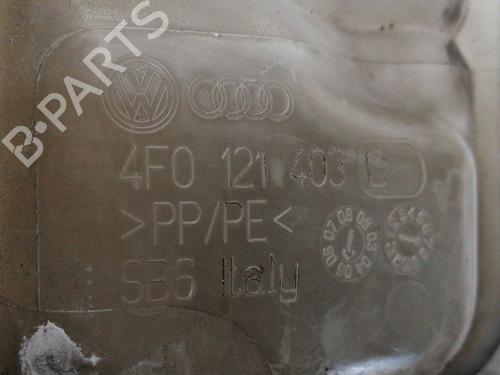 B-PARTS
4F0 121 403
>PP/PE<
SB6 Italy